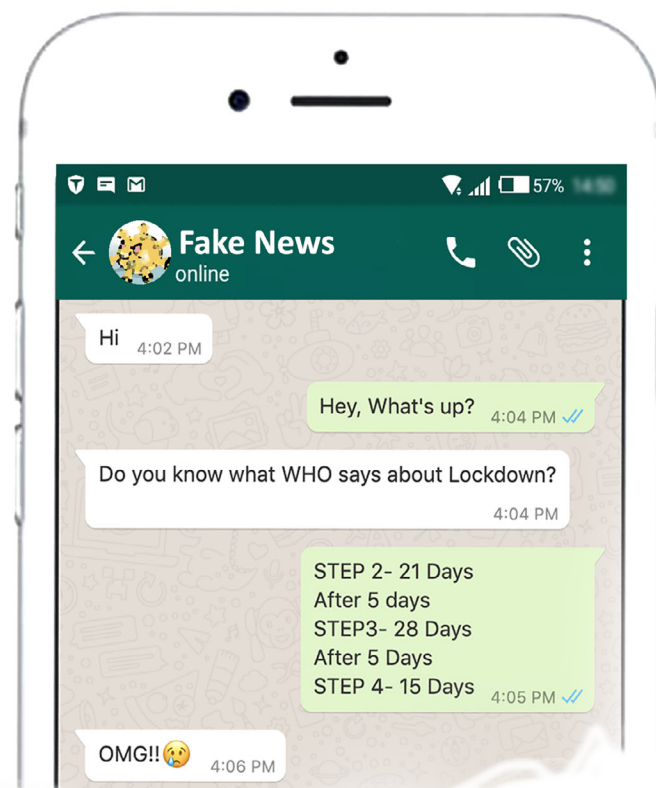 57%
Fake News
online
Hi
4:02 PM
Hey, What's up?
4:04 PM
Do you know what WHO says about Lockdown?
4:04 PM
STEP 2- 21 Days
After 5 days
STEP3- 28 Days
After 5 Days
STEP 4- 15 Days
4:05 PM
OMG!!😢
4:06 PM